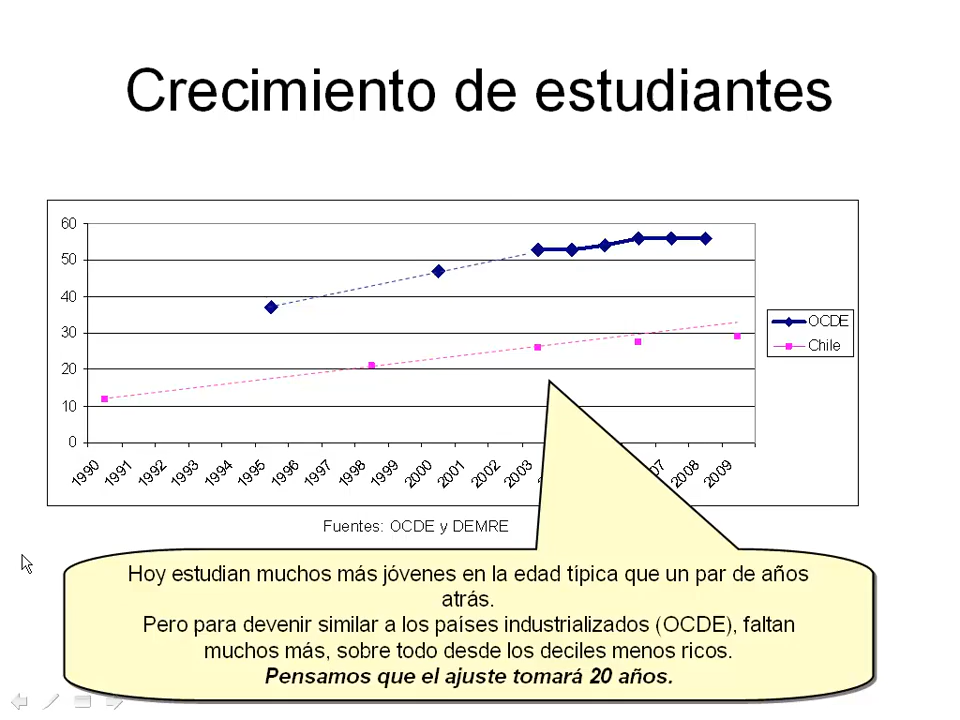 Crecimiento de estudiantes
60
50
40
30
20
10
0
1990
1991
1992
1993
1994
1995
1996
1997
1998
1999
2000
2001
2002
2003
2008
2009
OCDE
Chile
Fuentes: OCDE y DEMRE
Hoy estudian muchos más jóvenes en la edad típica que un par de años
atrás.
Pero para devenir similar a los países industrializados (OCDE), faltan
muchos más, sobre todo desde los deciles menos ricos.
Pensamos que el ajuste tomará 20 años.